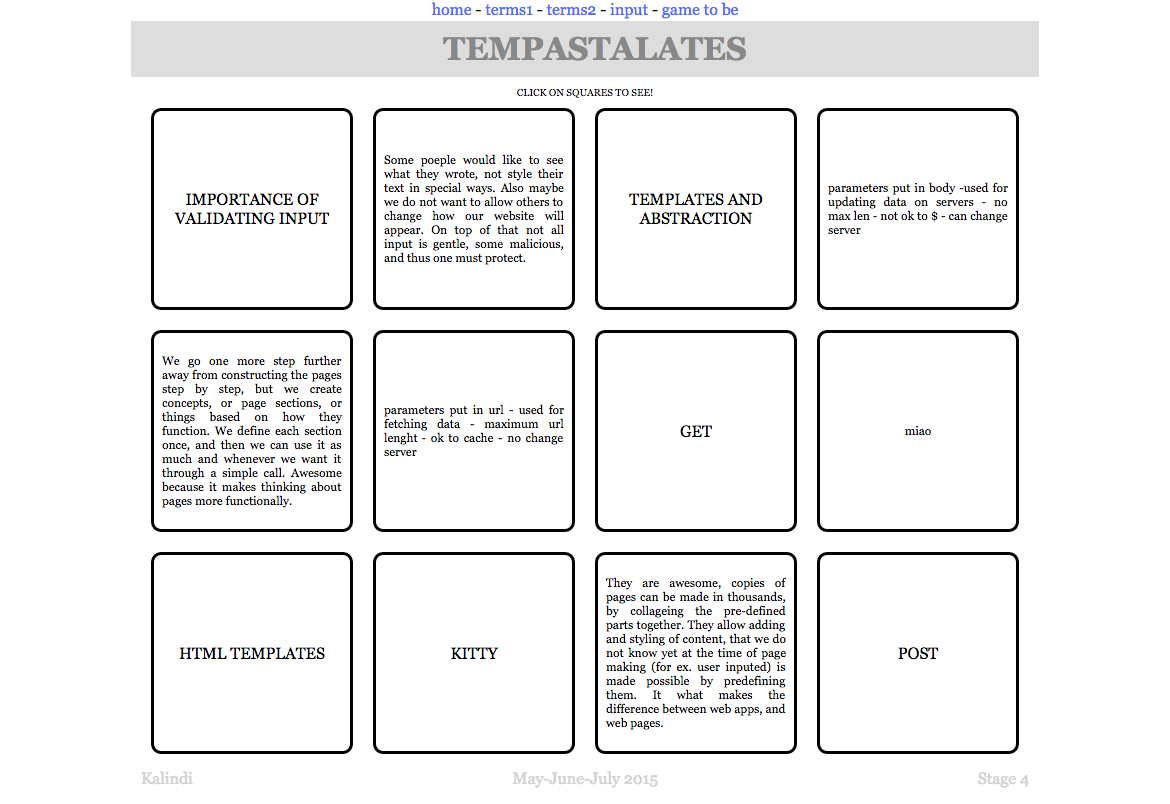 home - terms1 - terms2 - input - game to be
TEMPASTALATES
CLICK ON SQUARES TO SEE!
IMPORTANCE OF
VALIDATING INPUT
Some poeple would like to see
what they wrote, not style their
text in special ways. Also maybe
we do not want to allow others to
change how our website will
appear. On top of that not all
input is gentle, some malicious,
and thus one must protect.
TEMPLATES AND
ABSTRACTION
parameters put in body -used for
updating data on servers - no
max len - not ok to $ - can change
server
We go one more step further
away from constructing the pages
step by step, but we create
concepts, or page sections, or
things based on how they
function. We define each section
once, and then we can use it as
much and whenever we want it
through a simple call. Awesome
because it makes thinking about
pages more functionally.
parameters put in url - used for
fetching data - maximum url
lenght - ok to cache - no change
server
GET
miao
HTML TEMPLATES
KITTY
They are awesome, copies of
pages can be made in thousands,
by collageing the pre-defined
parts together. They allow adding
and styling of content, that we do
not know yet at the time of page
making (for ex. user inputed) is
made possible by predefining
them. It what makes the
difference between web apps, and
web pages.
POST
Kalindi
May-June-July 2015
Stage 4